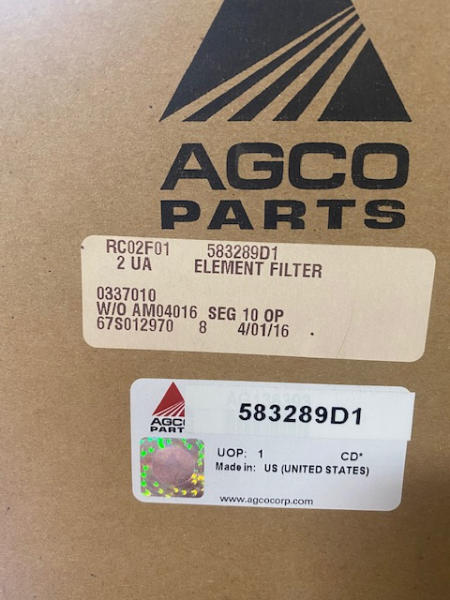 AGCO
PARTS
RC02F01 583289D1
2 UA ELEMENT FILTER
0337010
W/O AM04016 SEG 10 OP
67S012970 8 4/01/16
AGCO
PARTS
583289D1
UOP: 1 CD*
Made in: US (UNITED STATES)
www.agcocorp.com